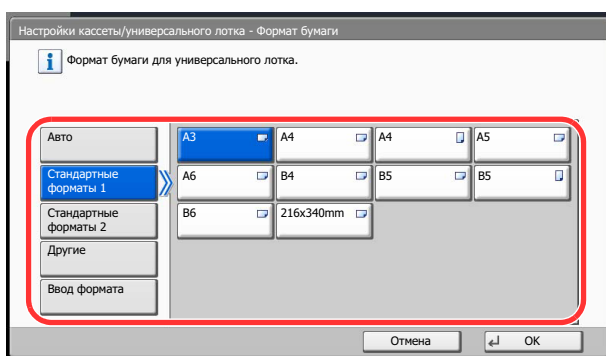 Настройки кассеты/универсального лотка - Формат бумаги
Формат бумаги для универсального лотка.
Авто
A3
A4
A4
A5
Стандартные
форматы 1
A6
B4
B5
B5
Стандартные
форматы 2
B6
216x340mm
Другие
Ввод формата
Отмена
OK